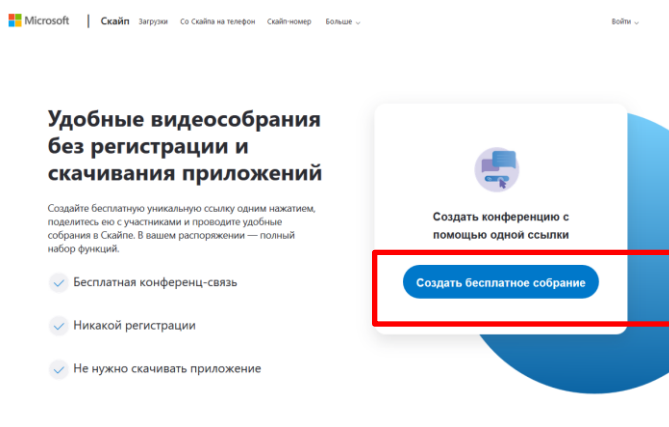 Microsoft | Скайп Загрузки Со Скайпа на телефон Скайп-номер Больше Войти
Удобные видеособрания
без регистрации и
скачивания приложений
Создайте бесплатную уникальную ссылку одним нажатием,
поделитесь ею с участниками и проводите удобные
собрания в Скайпе. В вашем распоряжении — полный
набор функций.
Бесплатная конференц-связь
Никакой регистрации
Не нужно скачивать приложение
Создать конференцию с
помощью одной ссылки
Создать бесплатное собрание